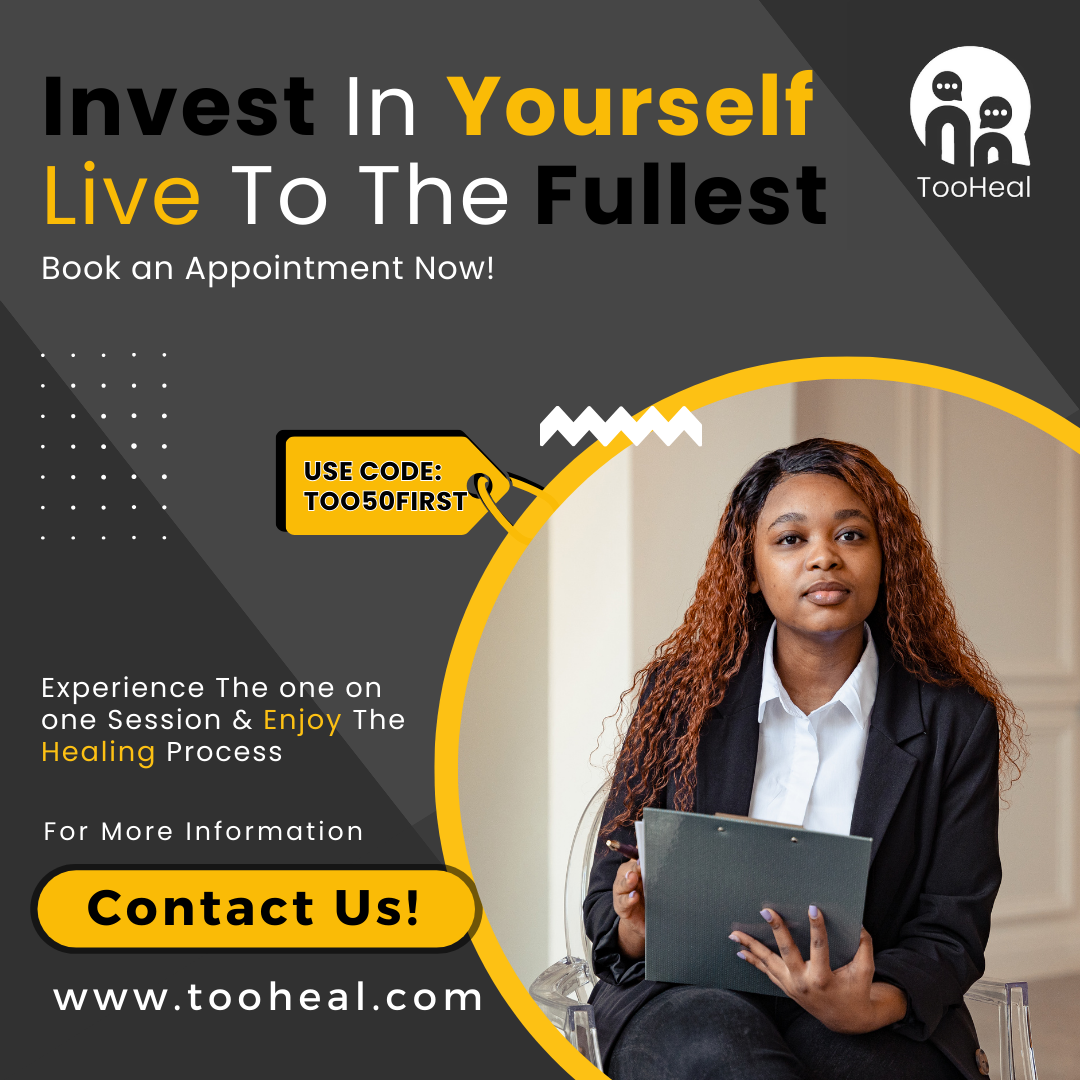 Invest In Yourself
Live To The Fullest
Book an Appointment Now!
TooHeal
USE CODE:
TOO50FIRST
Experience The one on
one Session & Enjoy The
Healing Process
For More Information
Contact Us!
www.tooheal.com